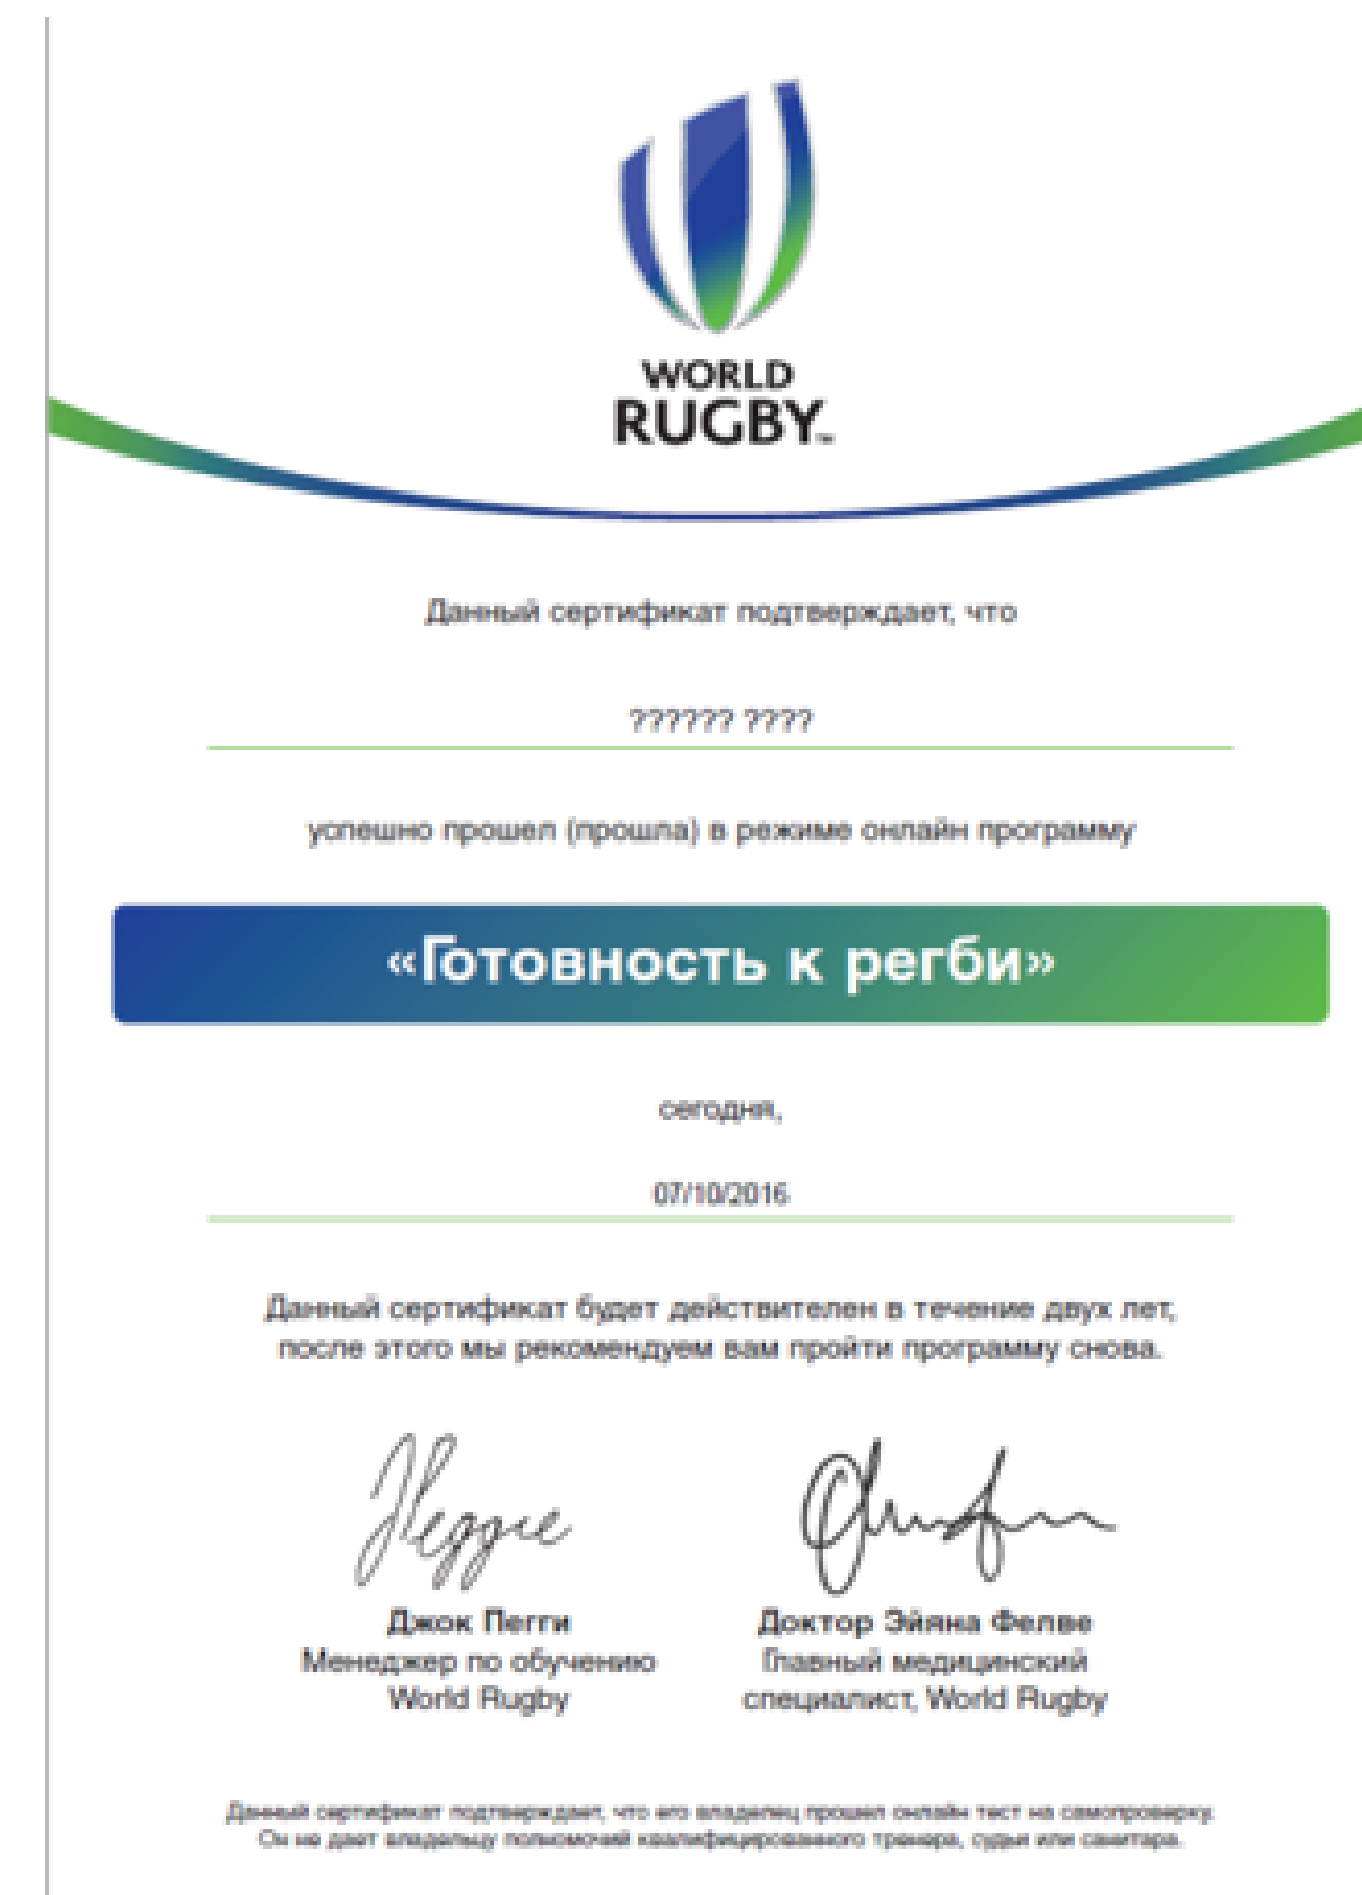 WORLD
RUGBY™
Данный сертификат подтверждает, что
?????? ????
успешно прошел (прошла) в режиме онлайн программу
«Готовность к регби»
сегодня,
07/10/2016
Данный сертификат будет действителен в течение двух лет,
после этого мы рекомендуем вам пройти программу снова.
Джок Пегги
Менеджер по обучению
World Rugby
Доктор Эйяна Фелве
Главный медицинский
специалист, World Rugby
Данный сертификат подтверждает, что его владелец прошел онлайн тест на самопроверку.
Он не дает владельцу полномочий квалифицированного тренера, судьи или санитара.